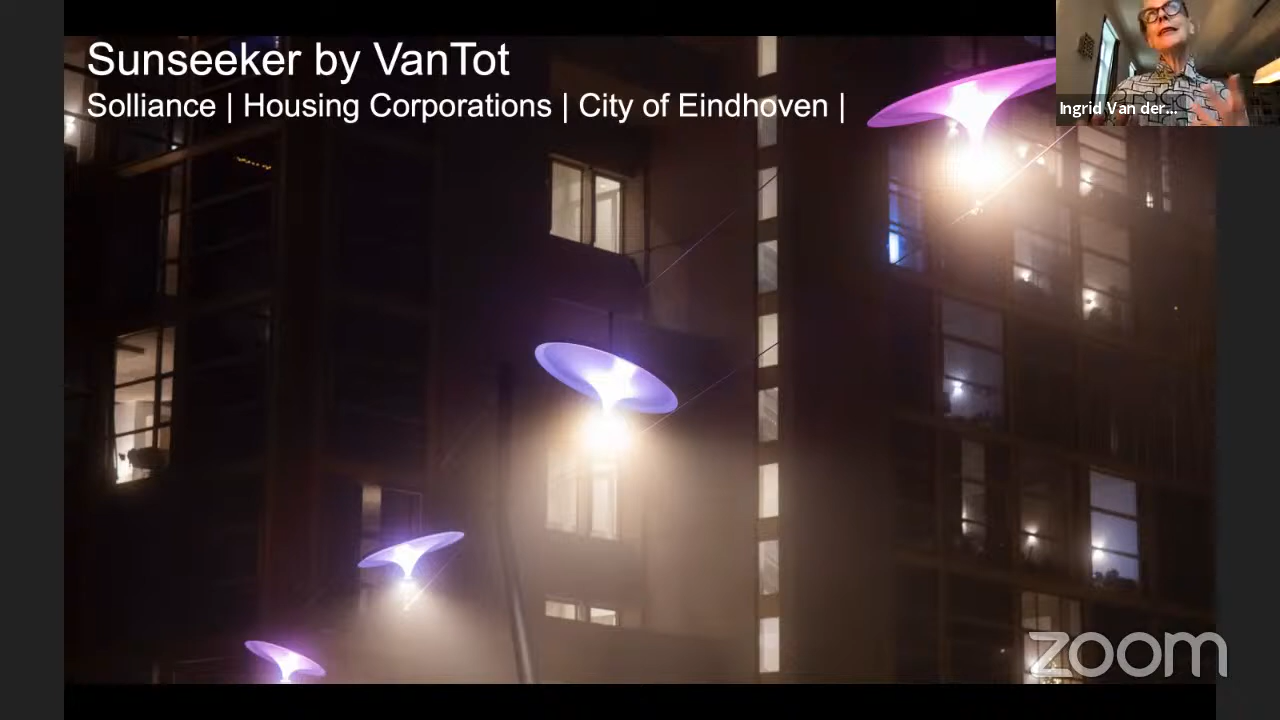 Sunseeker by VanTot
Solliance | Housing Corporations | City of Eindhoven |
Ingrid Van der...
zoom